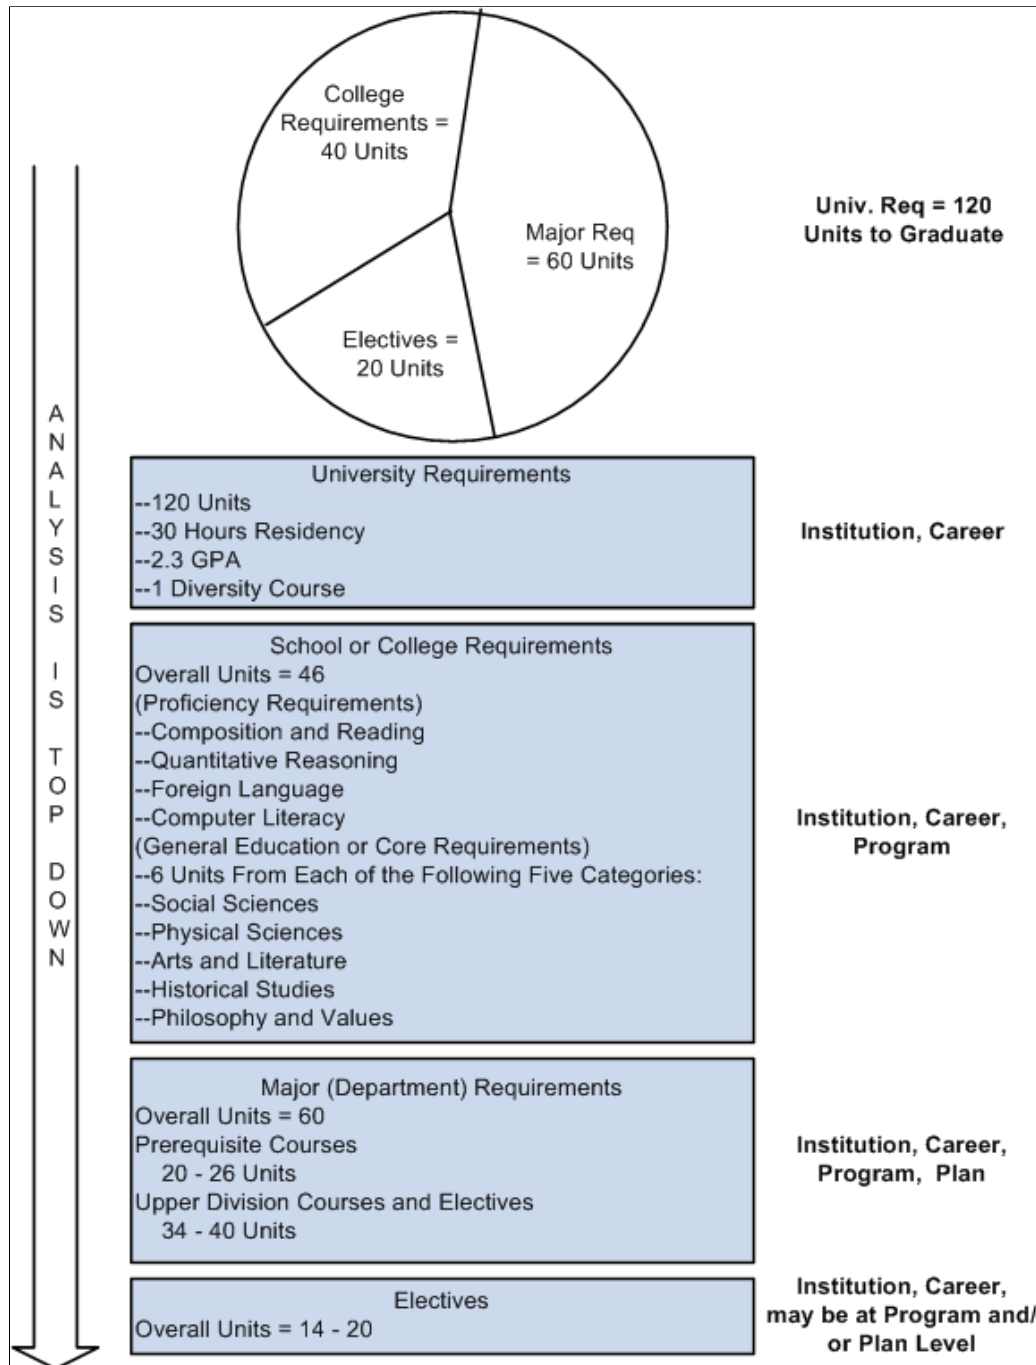 College
Requirements =
40 Units
Major Req
= 60 Units
Electives =
20 Units
Univ. Req = 120
Units to Graduate
ANALYSIS IS TOP DOWN
University Requirements
--120 Units
--30 Hours Residency
--2.3 GPA
--1 Diversity Course
Institution, Career
School or College Requirements
Overall Units = 46
(Proficiency Requirements)
--Composition and Reading
--Quantitative Reasoning
--Foreign Language
--Computer Literacy
(General Education or Core Requirements)
--6 Units From Each of the Following Five Categories:
--Social Sciences
--Physical Sciences
--Arts and Literature
--Historical Studies
--Philosophy and Values
Institution, Career,
Program
Major (Department) Requirements
Overall Units = 60
Prerequisite Courses
20 - 26 Units
Upper Division Courses and Electives
34 - 40 Units
Institution, Career,
Program, Plan
Electives
Overall Units = 14 - 20
Institution, Career,
may be at Program and/
or Plan Level